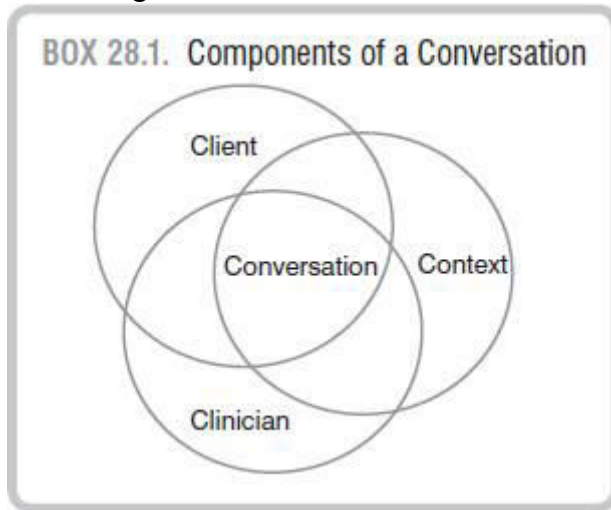 BOX 28.1. Components of a Conversation
Client
Conversation
Context
Clinician